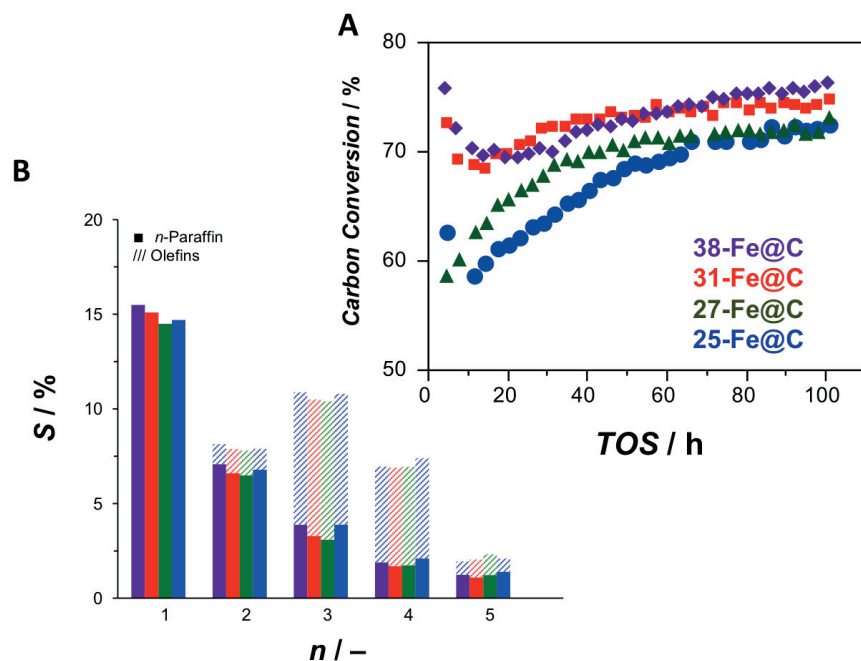 A
80
70
60
50
Carbon Conversion / %
38-Fe@C
31-Fe@C
27-Fe@C
25-Fe@C
0 20 40 60 80 100
TOS / h
B
20
15
10
5
0
S / %
n-Paraffin
/// Olefins
1 2 3 4 5
n / –